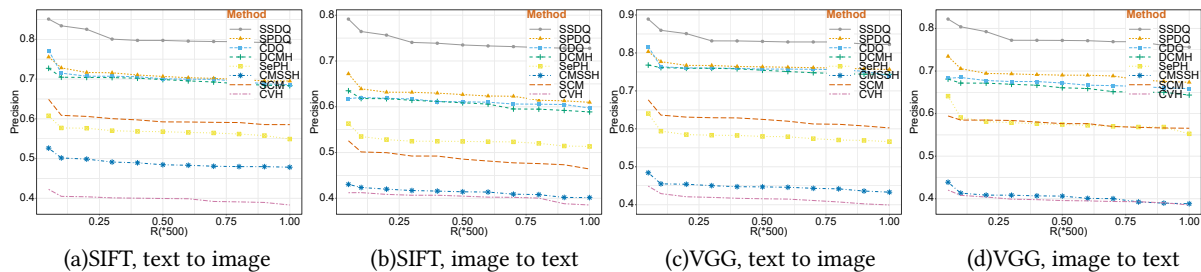 Method
SSDQ
SPDQ
CDQ
DCMH
SePH
CMSSH
SCM
CVH
Precision
0.8
0.7
0.6
0.5
0.4
0.25
0.50
0.75
1.00
R(*500)
(a)SIFT, text to image
Method
SSDQ
SPDQ
CDQ
DCMH
SePH
CMSSH
SCM
CVH
Precision
0.8
0.7
0.6
0.5
0.4
0.25
0.50
0.75
1.00
R(*500)
(b)SIFT, image to text
Method
SSDQ
SPDQ
CDQ
DCMH
SePH
CMSSH
SCM
CVH
Precision
0.9
0.8
0.7
0.6
0.5
0.4
0.25
0.50
0.75
1.00
R(*500)
(c)VGG, text to image
Method
SSDQ
SPDQ
CDQ
DCMH
SePH
CMSSH
SCM
CVH
Precision
0.8
0.7
0.6
0.5
0.4
0.25
0.50
0.75
1.00
R(*500)
(d)VGG, image to text